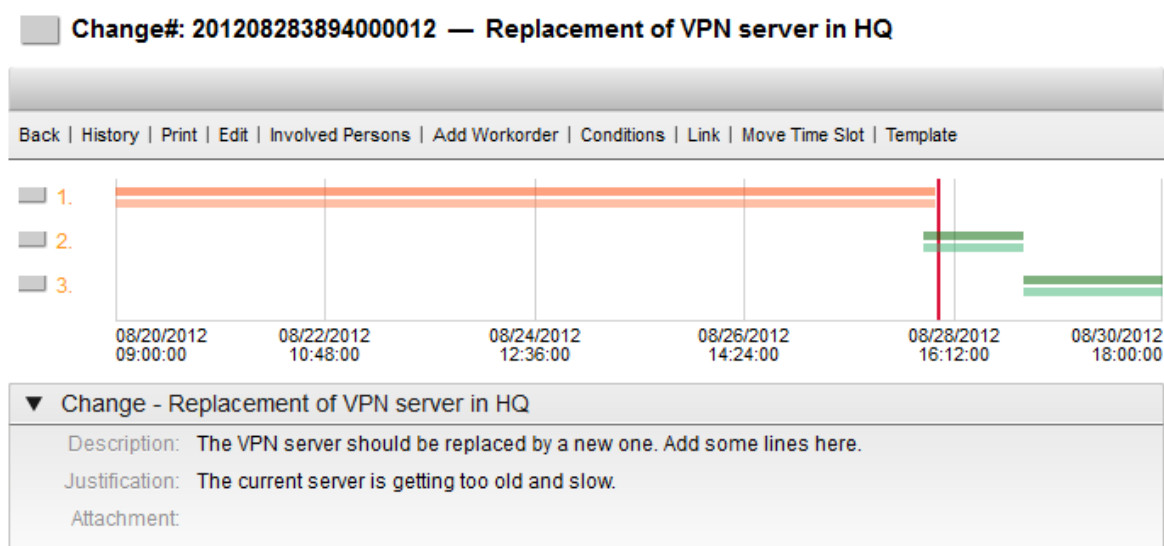 Change#: 201208283894000012 — Replacement of VPN server in HQ
Back | History | Print | Edit | Involved Persons | Add Workorder | Conditions | Link | Move Time Slot | Template
1.
2.
3.
08/20/2012 08/22/2012 08/24/2012 08/26/2012 08/28/2012 08/30/2012
09:00:00 10:48:00 12:36:00 14:24:00 16:12:00 18:00:00
▼ Change - Replacement of VPN server in HQ
Description: The VPN server should be replaced by a new one. Add some lines here.
Justification: The current server is getting too old and slow.
Attachment: